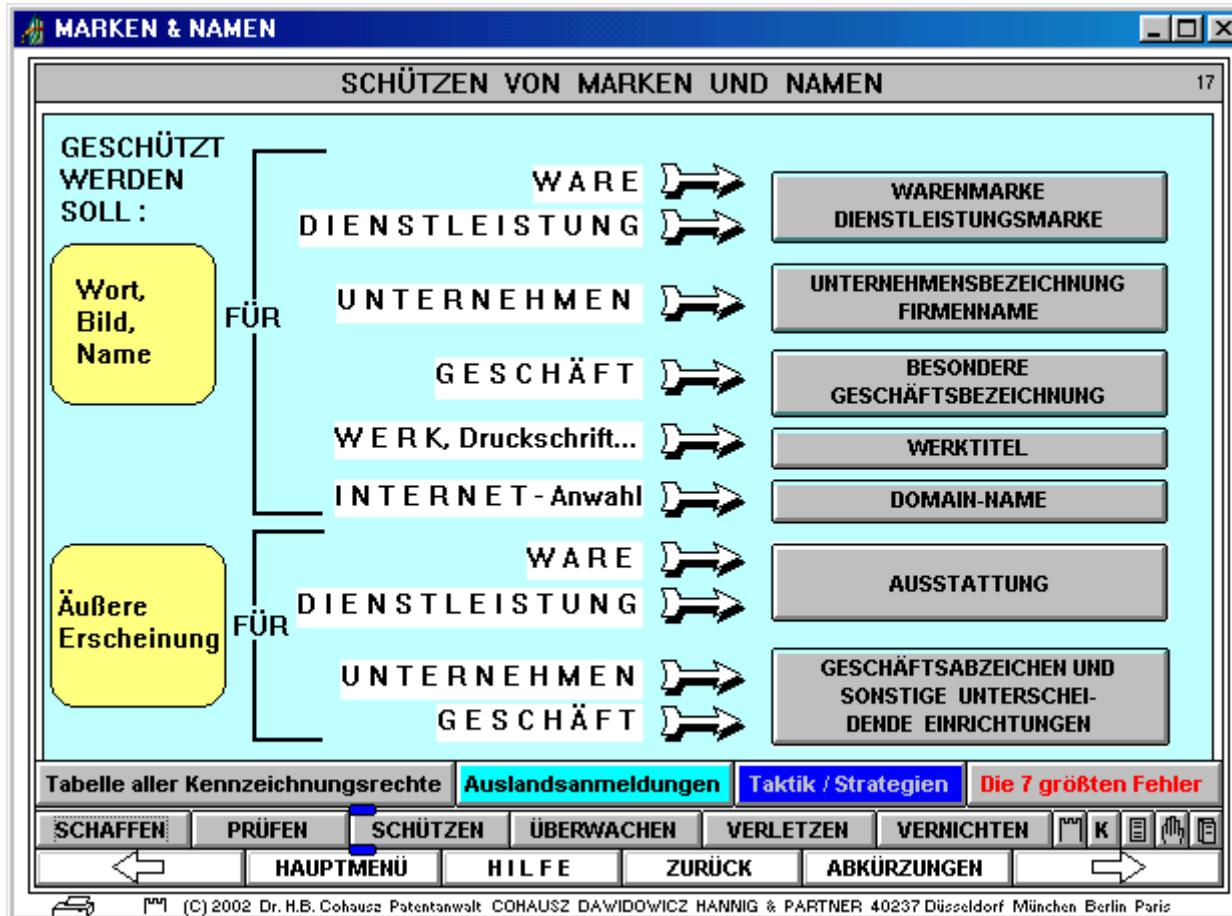 MARKEN & NAMEN
SCHÜTZEN VON MARKEN UND NAMEN 17
GESCHÜTZT
WERDEN
SOLL :
Wort,
Bild,
Name
FÜR
WARE
DIENSTLEISTUNG
WARENMARKE
DIENSTLEISTUNGSMARKE
UNTERNEHMEN
UNTERNEHMENSBEZEICHNUNG
FIRMENNAME
GESCHÄFT
BESONDERE
GESCHÄFTSBEZEICHNUNG
WERK, Druckschrift...
WERKTITEL
INTERNET-Anwahl
DOMAIN-NAME
Äußere
Erscheinung
FÜR
WARE
DIENSTLEISTUNG
AUSSTATTUNG
UNTERNEHMEN
GESCHÄFT
GESCHÄFTSABZEICHEN UND
SONSTIGE UNTERSCHEI-
DENDE EINRICHTUNGEN
Tabelle aller Kennzeichnungsrechte Auslandsanmeldungen Taktik / Strategien Die 7 größten Fehler
SCHAFFEN PRÜFEN SCHÜTZEN ÜBERWACHEN VERLETZEN VERNICHTEN K
HAUPTMENÜ HILFE ZURÜCK ABKÜRZUNGEN
(C) 2002 Dr. H.B. Cohausz Patentanwalt COHAUSZ DAWIDOWICZ HANNIG & PARTNER 40237 Düsseldorf München Berlin Paris